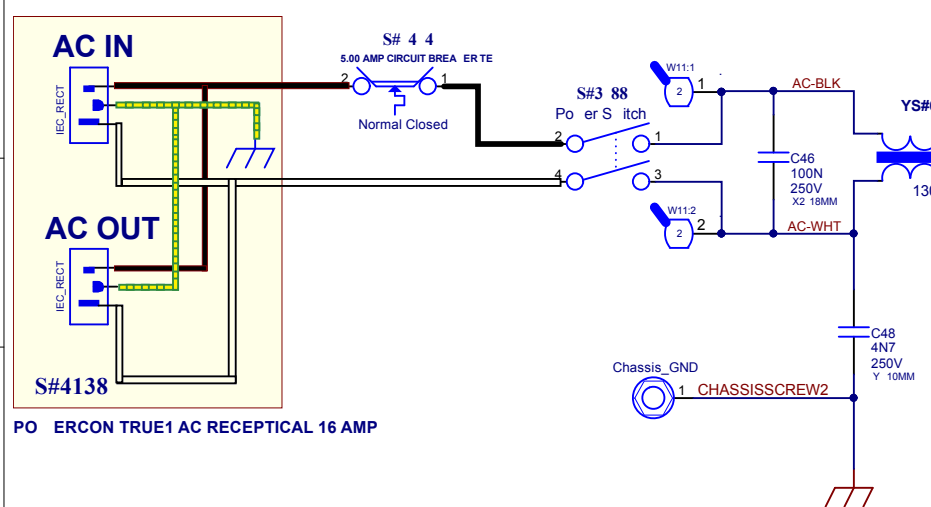 AC IN
IEC_RECT
S# 4 4
5.00 AMP CIRCUIT BREA ER TE
2
1
Normal Closed
S#3 88
Po er S itch
2
1
4
3
W11:1
2
1
AC-BLK
YS#
C46
100N
250V
X2 18MM
130
W11:2
2
2
AC-WHT
AC OUT
IEC_RECT
S#4138
C48
4N7
250V
Y 10MM
Chassis_GND
1
CHASSISSCREW2
PO ERCON TRUE1 AC RECEPTICAL 16 AMP